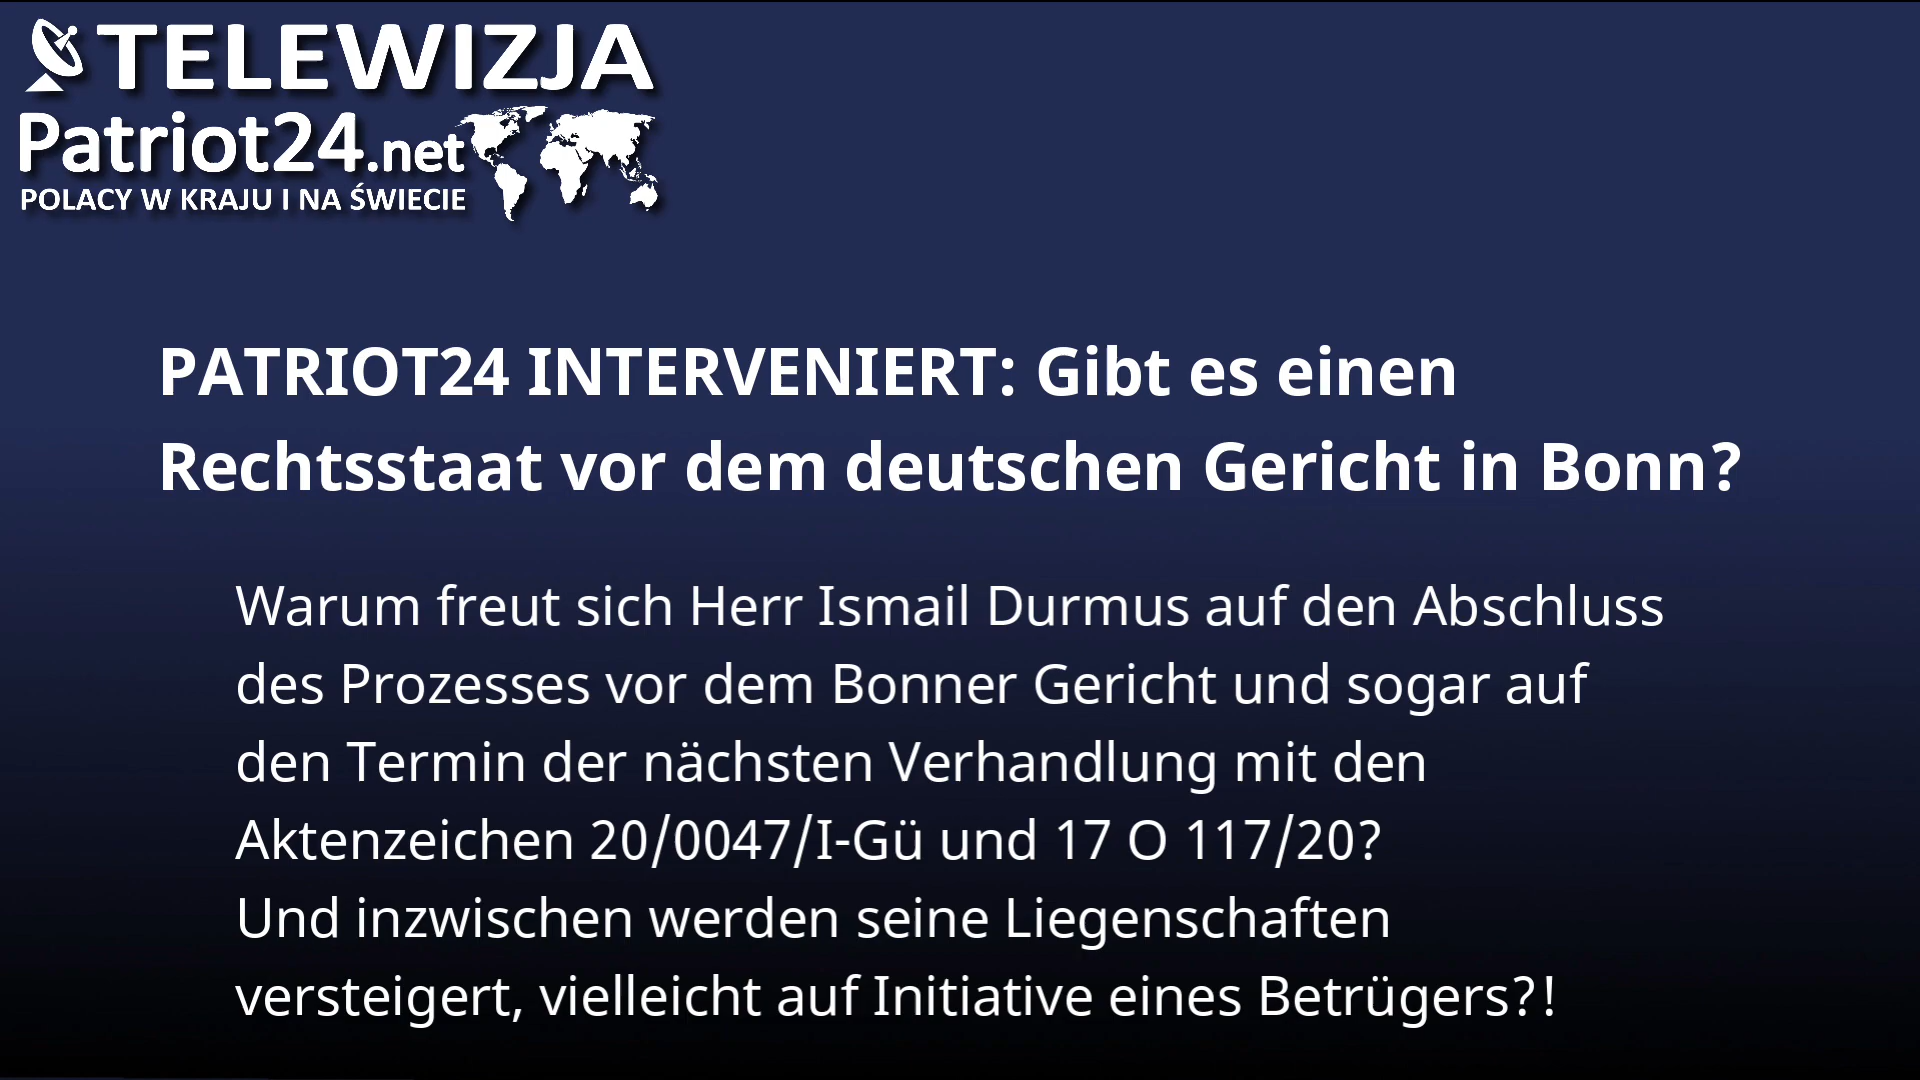 TELEWIZJA
Patriot24.net
POLACY W KRAJU I NA ŚWIECIE
PATRIOT24 INTERVENIERT: Gibt es einen
Rechtsstaat vor dem deutschen Gericht in Bonn?
Warum freut sich Herr Ismail Durmus auf den Abschluss
des Prozesses vor dem Bonner Gericht und sogar auf
den Termin der nächsten Verhandlung mit den
Aktenzeichen 20/0047/I-Gü und 17 O 117/20?
Und inzwischen werden seine Liegenschaften
versteigert, vielleicht auf Initiative eines Betrügers?!